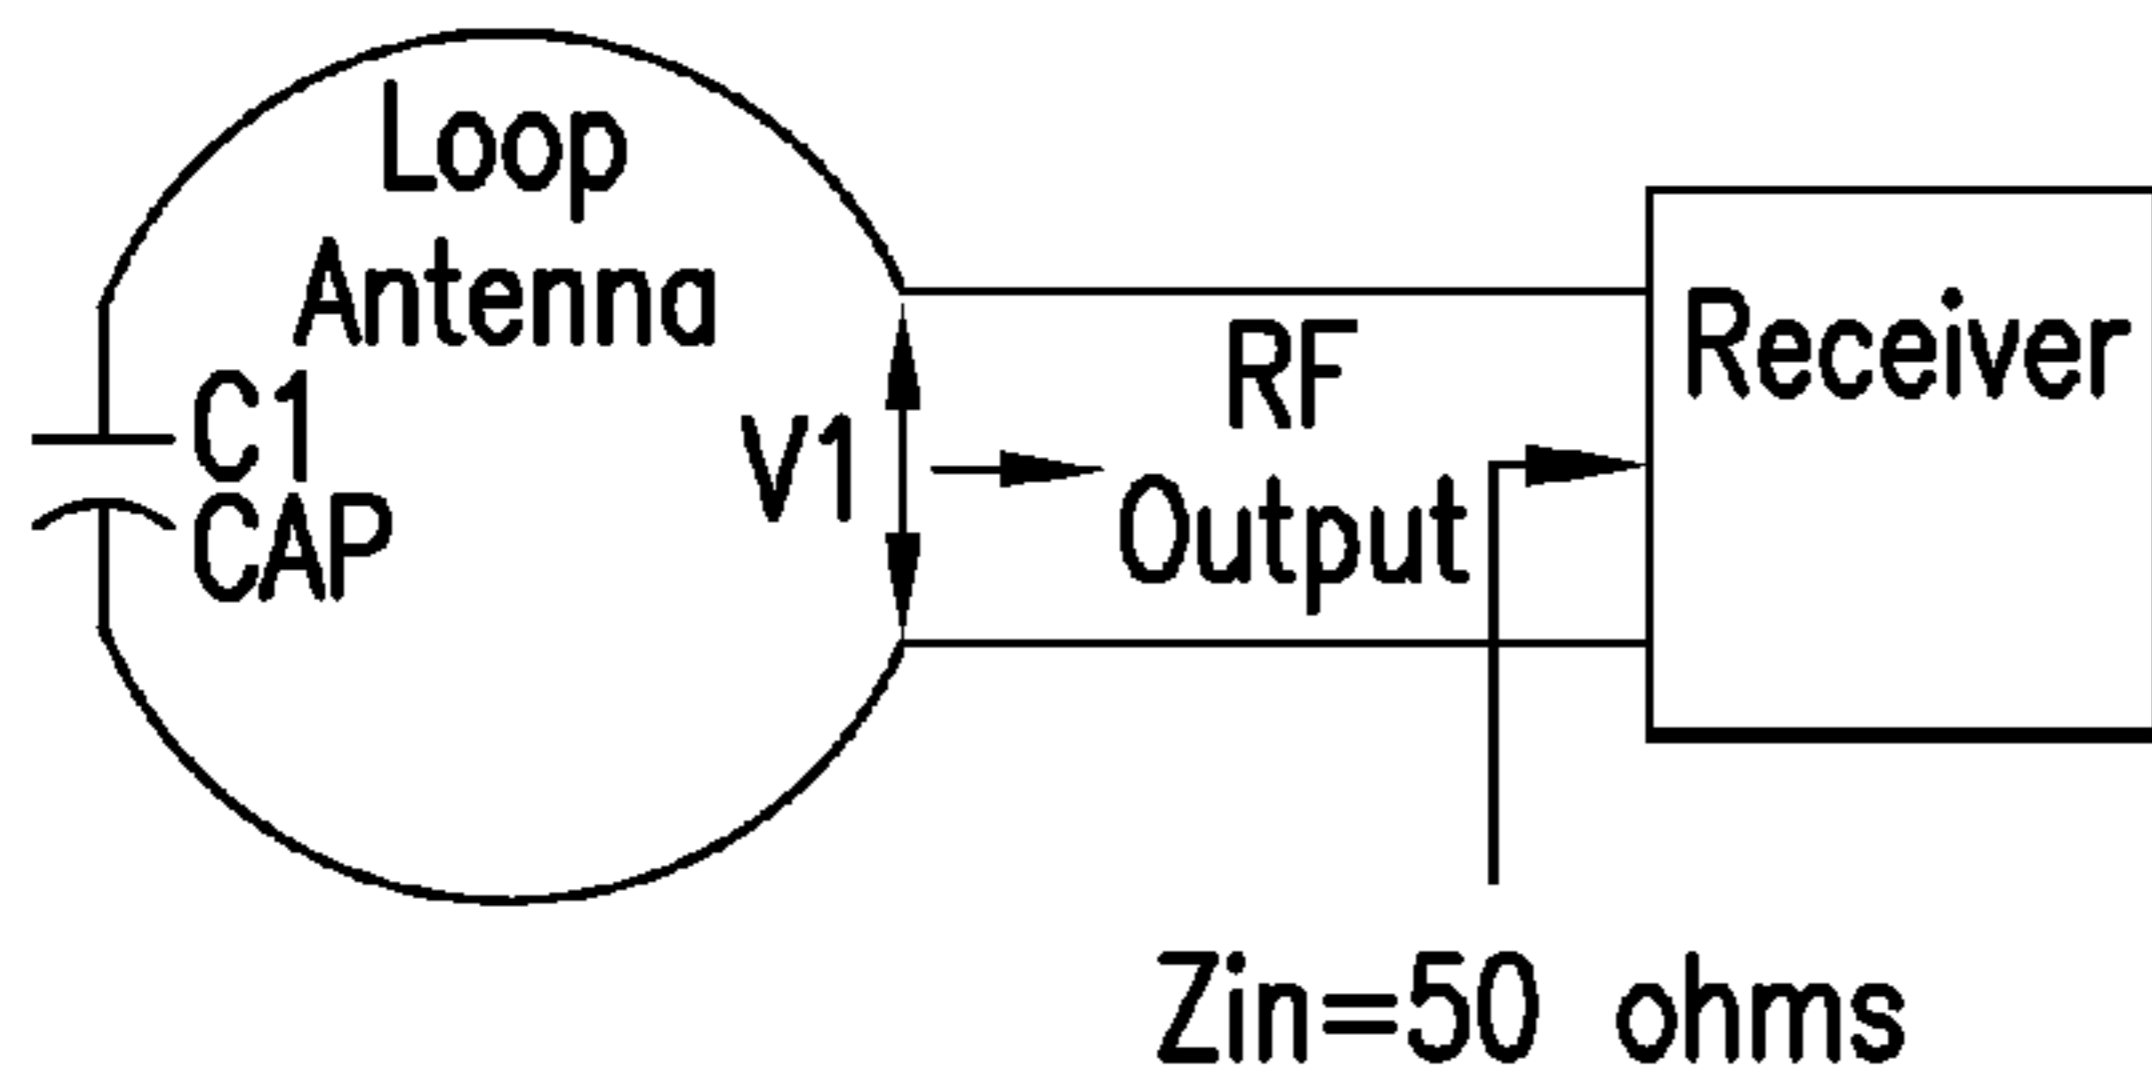 Loop
Antenna
C1
CAP
V1
RF
Output
Receiver
Zin=50 ohms